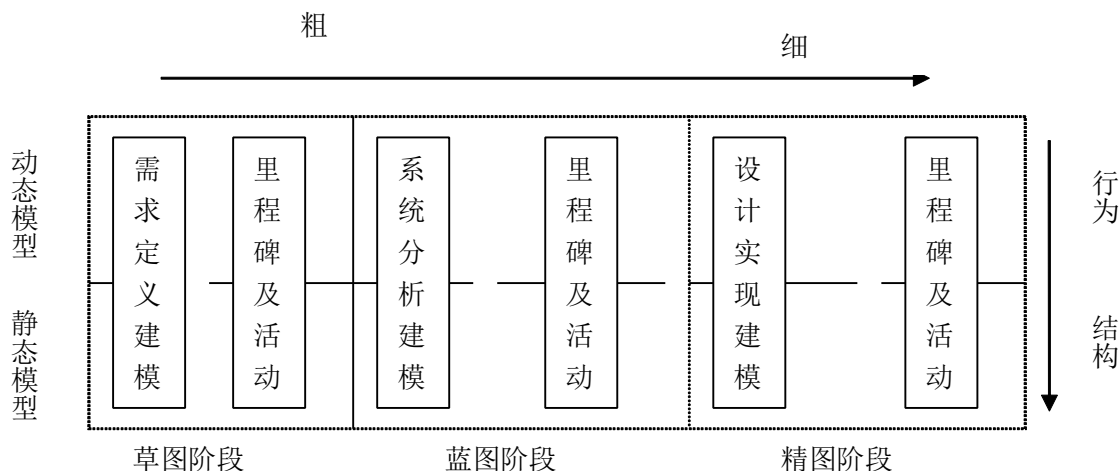 粗
细
动态模型
静态模型
需求定义建模
里程碑及活动
系统分析建模
里程碑及活动
设计实现建模
里程碑及活动
行为
结构
草图阶段
蓝图阶段
精图阶段